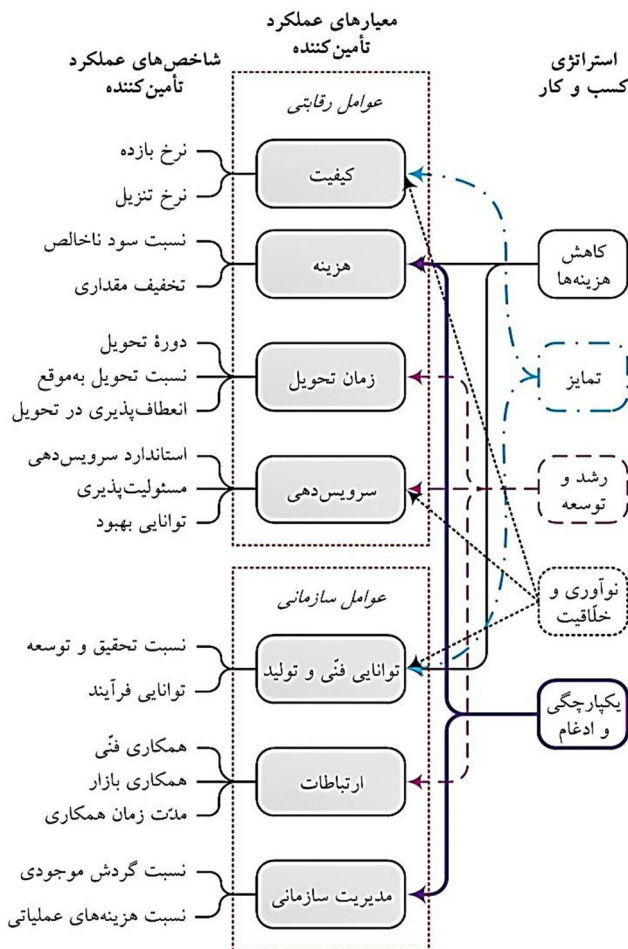 استراتژی
کسب و کار
معیارهای عملکرد
تأمین‌کننده
شاخص‌های عملکرد
تأمین‌کننده
کاهش
هزینه‌ها
تمایز
رشد و
توسعه
نوآوری و
خلّاقیت
یکپارچگی
و ادغام
عوامل رقابتی
کیفیت
هزینه
زمان تحویل
سرویس‌دهی
عوامل سازمانی
توانایی فنّی و تولید
ارتباطات
مدیریت سازمانی
نرخ بازده
نرخ تنزیل
نسبت سود ناخالص
تخفیف مقداری
دورهٔ تحویل
نسبت تحویل به‌موقع
انعطاف‌پذیری در تحویل
استاندارد سرویس‌دهی
مسئولیت‌پذیری
توانایی بهبود
نسبت تحقیق و توسعه
توانایی فرآیند
همکاری فنّی
همکاری بازار
مدّت زمان همکاری
نسبت گردش موجودی
نسبت هزینه‌های عملیاتی